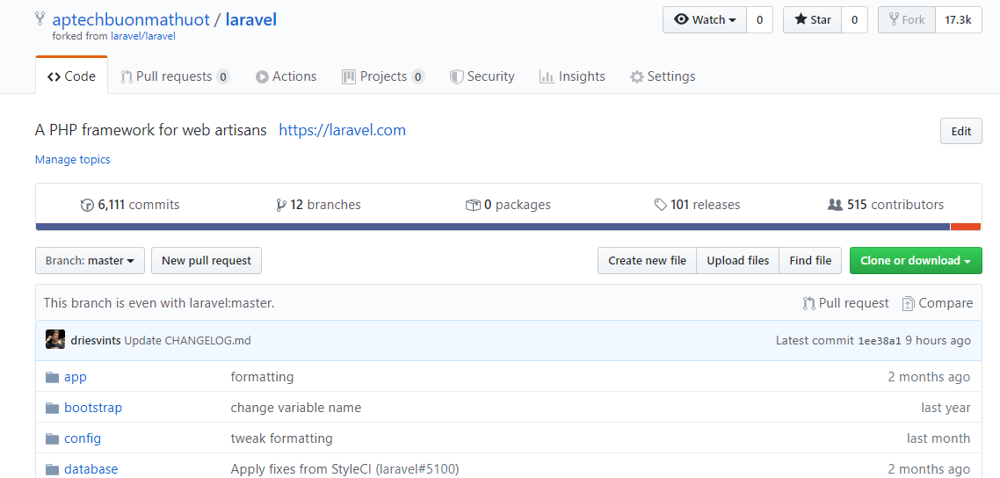 aptechbuonmathuot / laravel
forked from laravel/laravel
Watch 0 Star 0 Fork 17.3k
Code Pull requests 0 Actions Projects 0 Security Insights Settings
A PHP framework for web artisans https://laravel.com
Edit
Manage topics
6,111 commits 12 branches 0 packages 101 releases 515 contributors
Branch: master New pull request Create new file Upload files Find file Clone or download
This branch is even with laravel:master. Pull request Compare
driesvints Update CHANGELOG.md Latest commit 1ee38a1 9 hours ago
app formatting 2 months ago
bootstrap change variable name last year
config tweak formatting last month
database Apply fixes from StyleCI (laravel#5100) 2 months ago